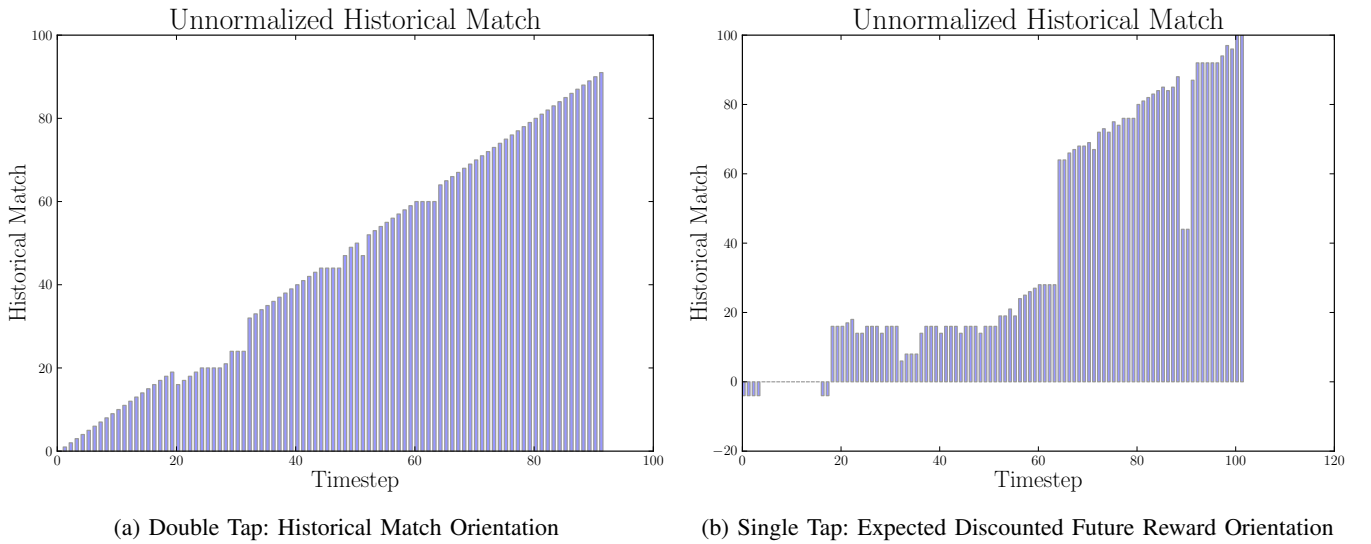 Unnormalized Historical Match
100
80
60
40
20
0
0 20 40 60 80 100
Historical Match
Timestep
(a) Double Tap: Historical Match Orientation
Unnormalized Historical Match
100
80
60
40
20
0
−20
0 20 40 60 80 100 120
Historical Match
Timestep
(b) Single Tap: Expected Discounted Future Reward Orientation